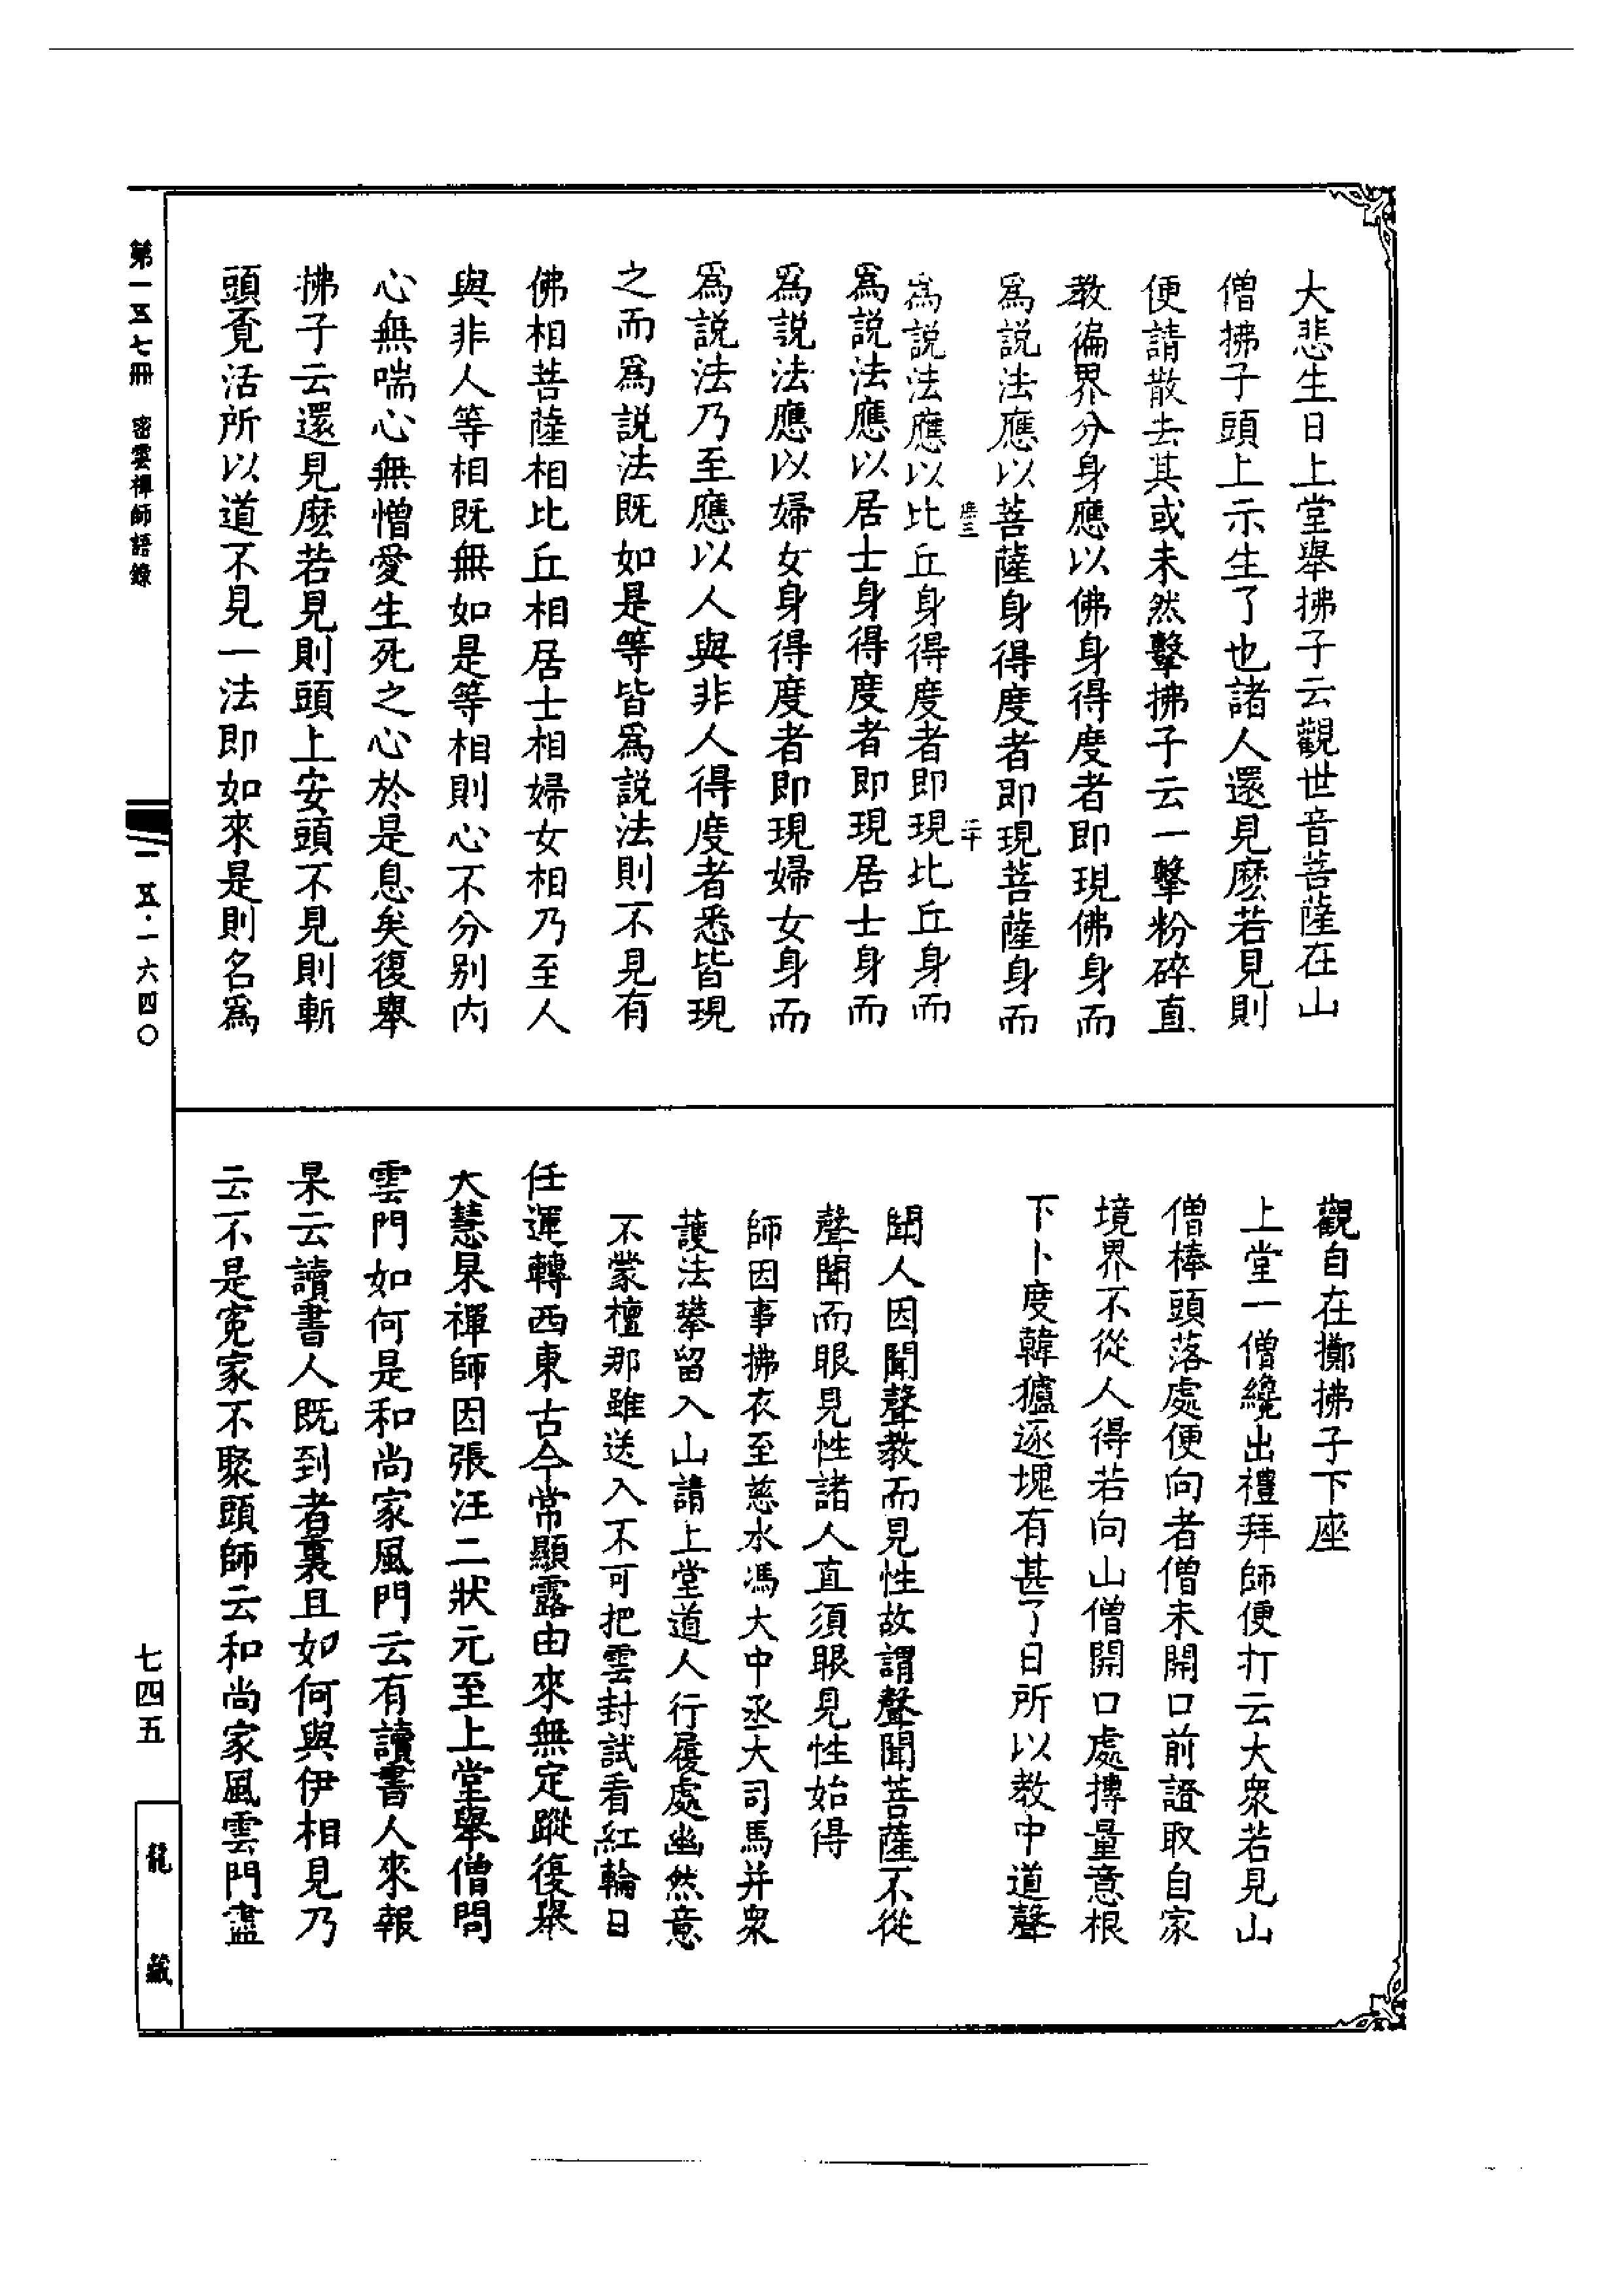 大悲生日上堂舉拂子云觀世音菩薩在山
僧拂子頭上示生了也諸人還見麽若見則
便請散去其或未然擊拂子云一擊粉碎直
教徧界分身應以佛身得度者即現佛身而
爲説法應以菩薩身得度者即現菩薩身而
爲説法應以比丘身得度者即現比丘身而
爲説法應以居士身得度者即現居士身而
爲説法應以婦女身得度者即現婦女身而
爲説法乃至應以人與非人得度者悉皆現
之而爲説法既如是等皆爲説法則不見有
佛相菩薩相比丘相居士相婦女相乃至人
與非人等相既無如是等相則心不分别内
心無喘心無憎愛生死之心於是息矣復舉
拂子云還見麽若見則頭上安頭不見則斬
頭覔活所以道不見一法即如來是則名爲
觀自在擲拂子下座
上堂一僧纔出禮拜師便打云大衆若見山
僧棒頭落處便向者僧未開口前證取自家
境界不從人得若向山僧開口處摶量意根
下卜度韓獹逐塊有甚了日所以教中道聲
聞人因聞聲教而見性故謂聲聞菩薩不從
聲聞而眼見性諸人直須眼見性始得
師因事拂衣至慈水馮大中丞大司馬并衆
護法攀留入山請上堂道人行履處幽然意
不蒙檀那雖送入不可把雲封試看紅輪日
任運轉西東古今常顯露由來無定蹤復舉
大慧杲禪師因張汪二狀元至上堂舉僧問
雲門如何是和尚家風門云有讀書人來報
杲云讀書人既到者裏且如何與伊相見乃
云不是寃家不聚頭師云和尚家風雲門盡
第一五七冊 密雲禪師語錄
一五·一六四〇
七四五
龍藏